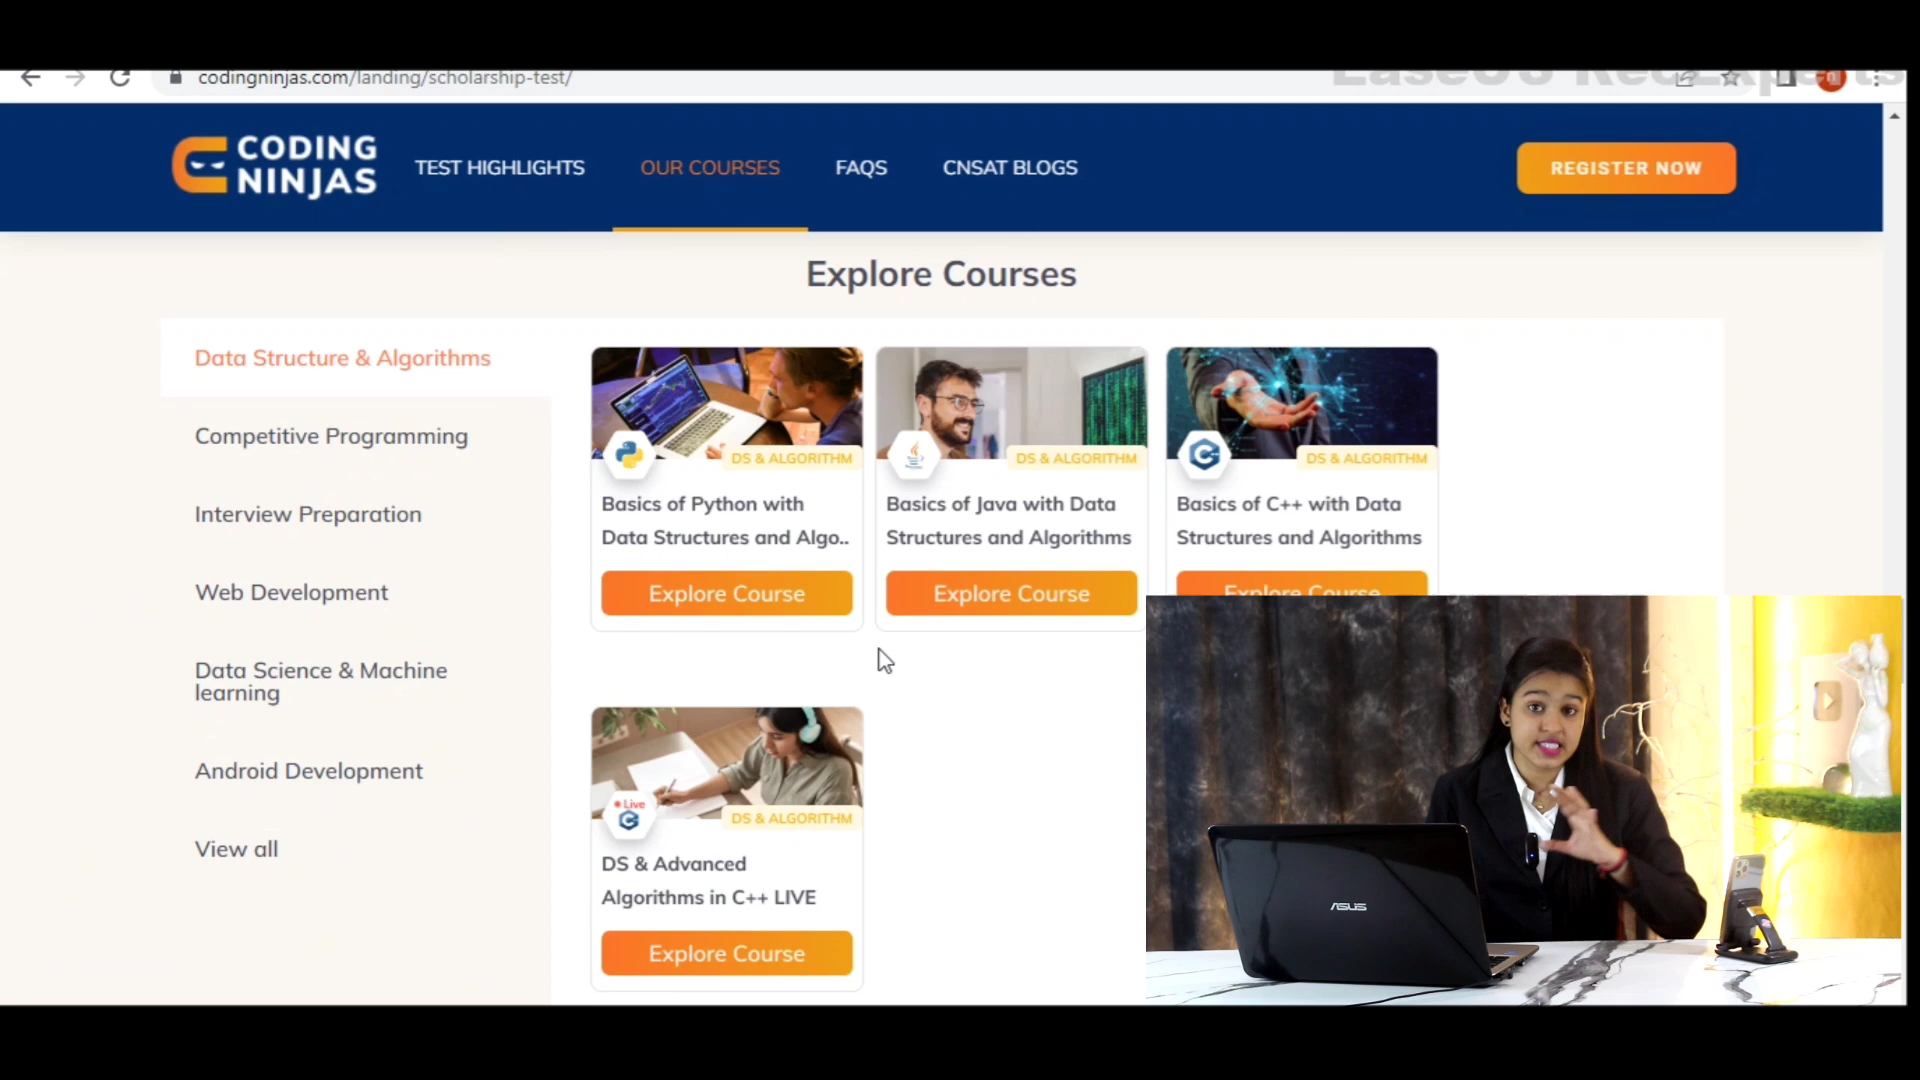 codingninjas.com/landing/scholarship-test/
CODING
NINJAS
TEST HIGHLIGHTS
OUR COURSES
FAQS
CNSAT BLOGS
REGISTER NOW
Explore Courses
Data Structure & Algorithms
Competitive Programming
Interview Preparation
Web Development
Data Science & Machine
learning
Android Development
View all
DS & ALGORITHM
Basics of Python with
Data Structures and Algo..
Explore Course
DS & ALGORITHM
Basics of Java with Data
Structures and Algorithms
Explore Course
DS & ALGORITHM
Basics of C++ with Data
Structures and Algorithms
Explore Course
Live
DS & ALGORITHM
DS & Advanced
Algorithms in C++ LIVE
Explore Course
ASUS